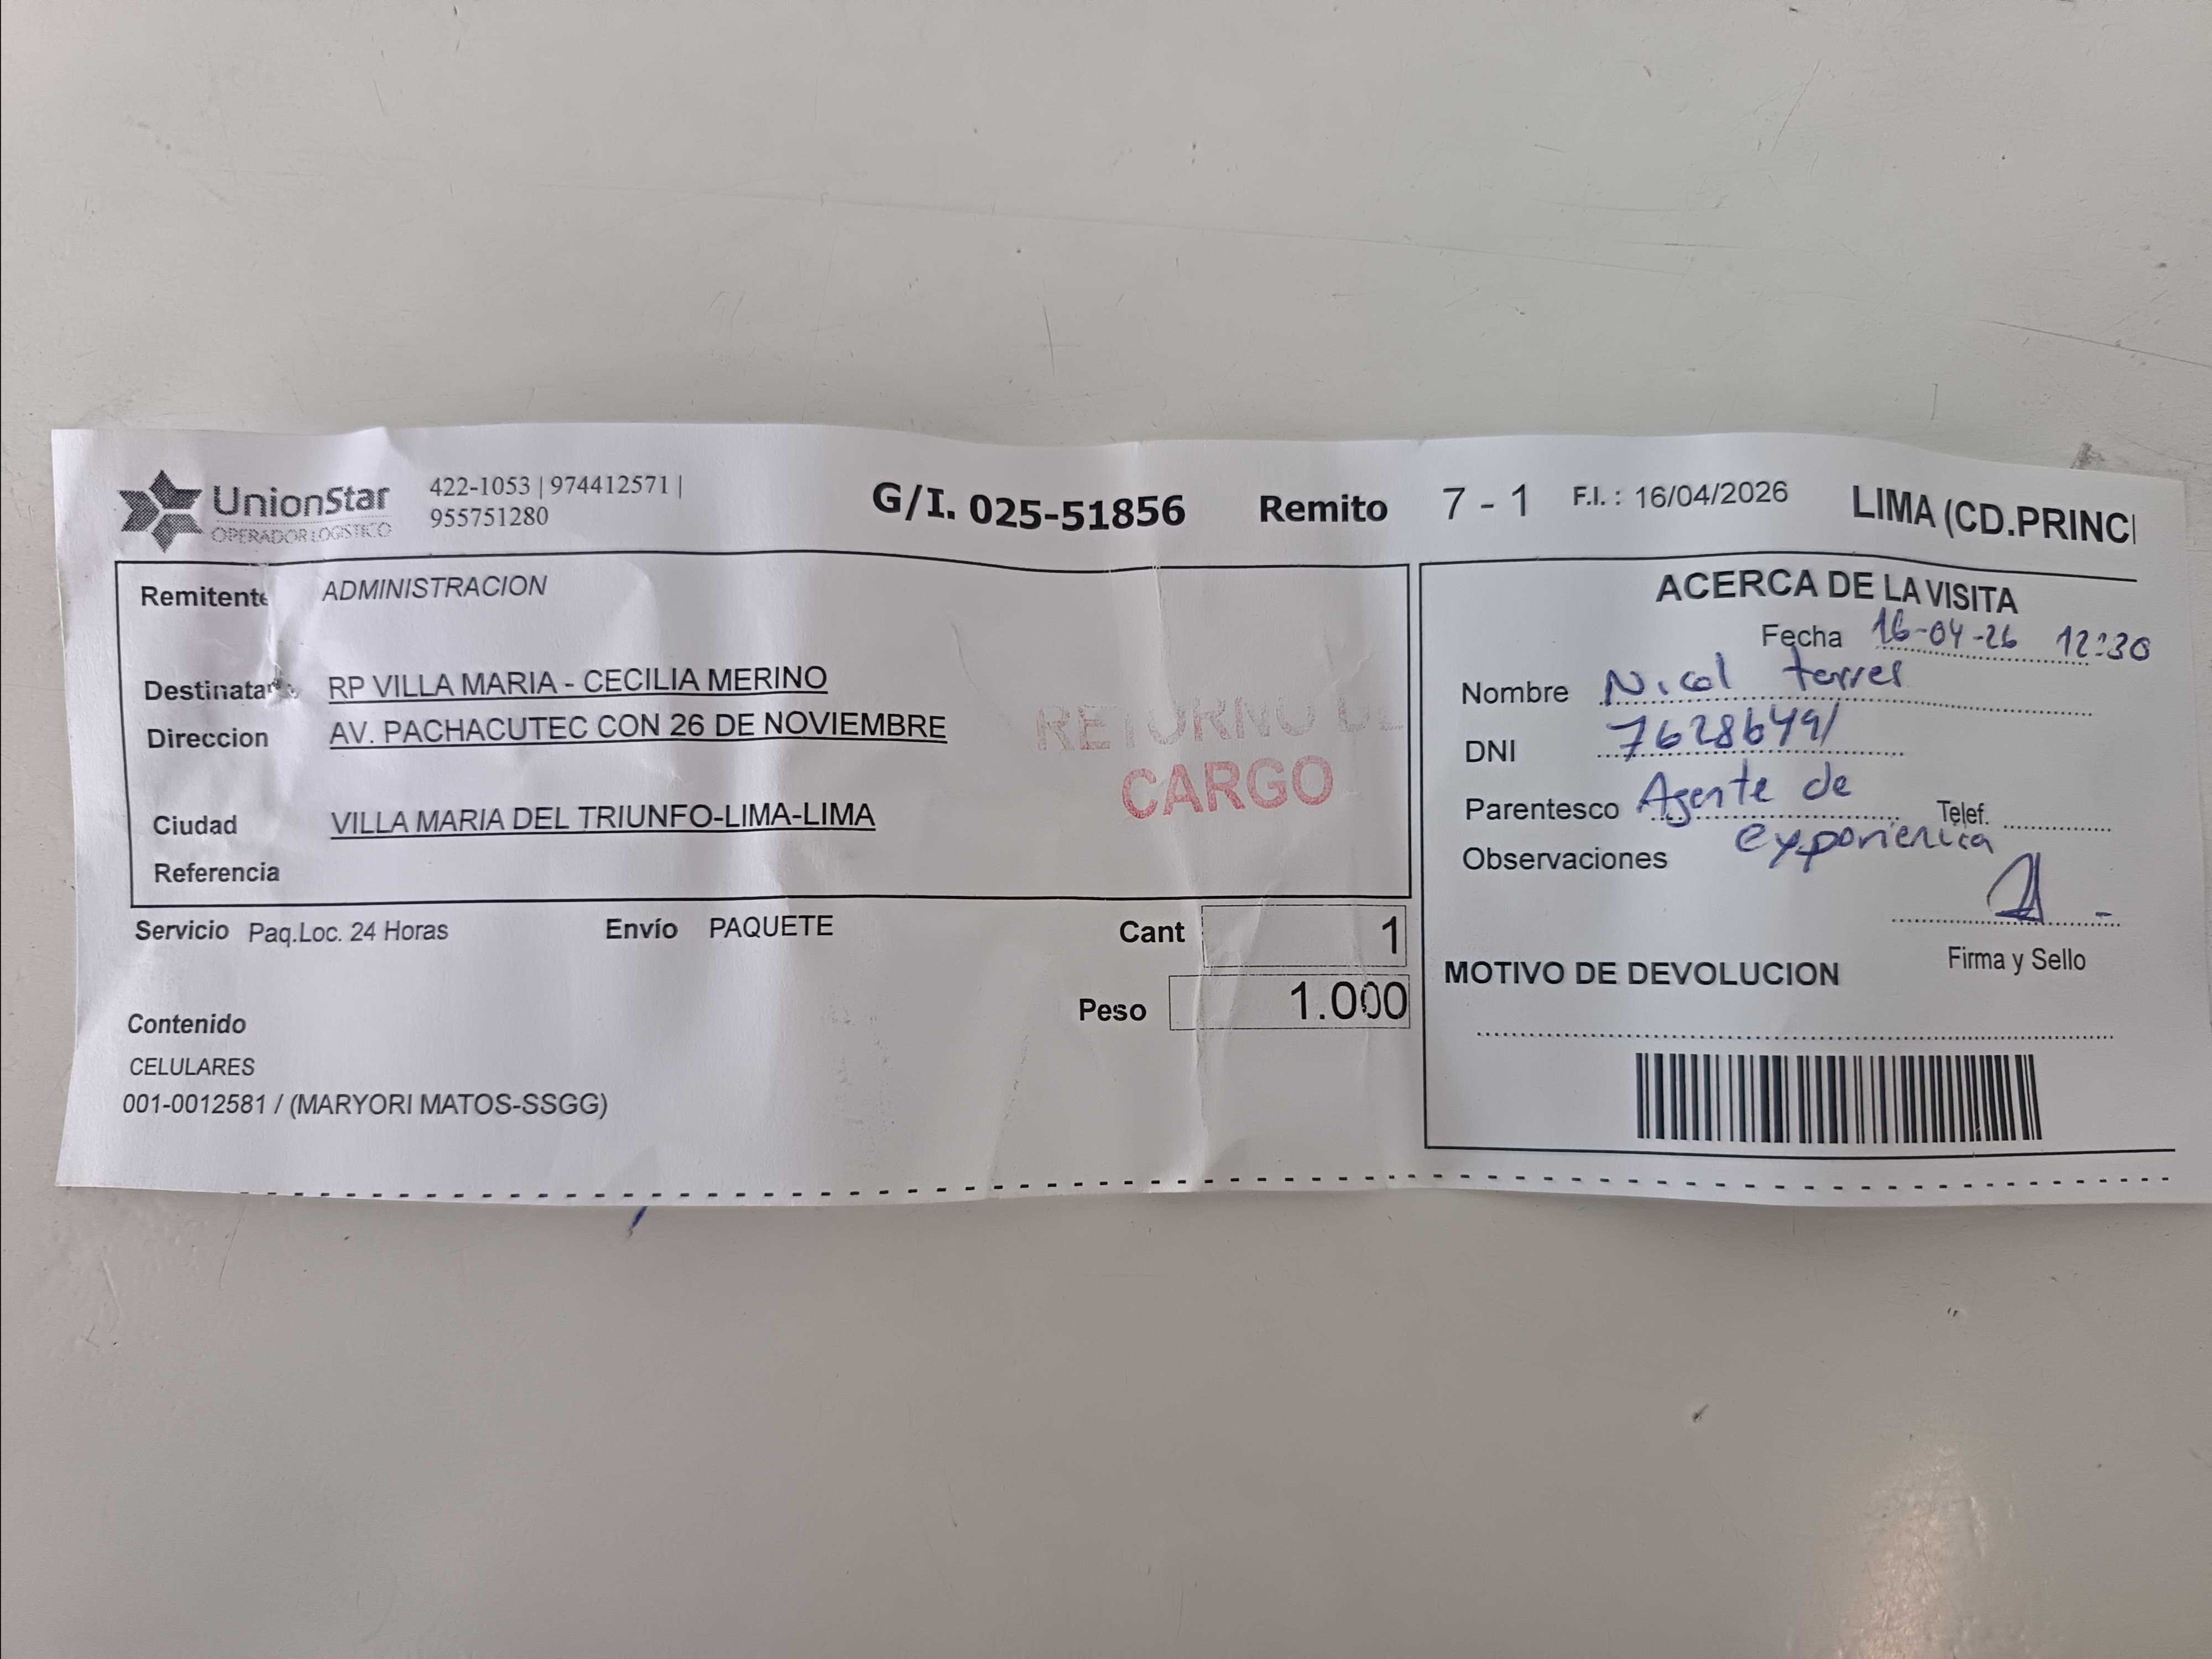 UnionStar
OPERADOR LOGISTICO
422-1053 | 974412571 |
955751280
G/I. 025-51856 Remito 7 - 1 F.I. : 16/04/2026 LIMA (CD.PRINCI
Remitente ADMINISTRACION
Destinatar RP VILLA MARIA - CECILIA MERINO
Direccion AV. PACHACUTEC CON 26 DE NOVIEMBRE
Ciudad VILLA MARIA DEL TRIUNFO-LIMA-LIMA
Referencia
RETORNO DE
CARGO
Servicio Paq.Loc. 24 Horas Envío PAQUETE Cant 1
Peso 1.000
Contenido
CELULARES
001-0012581 / (MARYORI MATOS-SSGG)
ACERCA DE LA VISITA
Fecha 16-04-26 12:30
Nombre Nicol torres
DNI 76286491
Parentesco Agente de Telef.
experiencia
Observaciones
Firma y Sello
MOTIVO DE DEVOLUCION